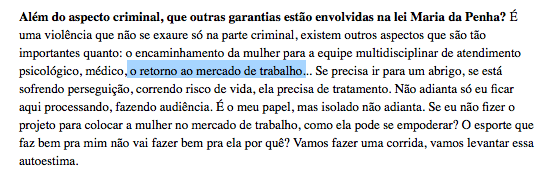 Além do aspecto criminal, que outras garantias estão envolvidas na lei Maria da Penha? É
uma violência que não se exaure só na parte criminal, existem outros aspectos que são tão
importantes quanto: o encaminhamento da mulher para a equipe multidisciplinar de atendimento
psicológico, médico, o retorno ao mercado de trabalho... Se precisa ir para um abrigo, se está
sofrendo perseguição, correndo risco de vida, ela precisa de tratamento. Não adianta só eu ficar
aqui processando, fazendo audiência. É o meu papel, mas isolado não adianta. Se eu não fizer o
projeto para colocar a mulher no mercado de trabalho, como ela pode se empoderar? O esporte que
faz bem pra mim não vai fazer bem pra ela por quê? Vamos fazer uma corrida, vamos levantar essa
autoestima.